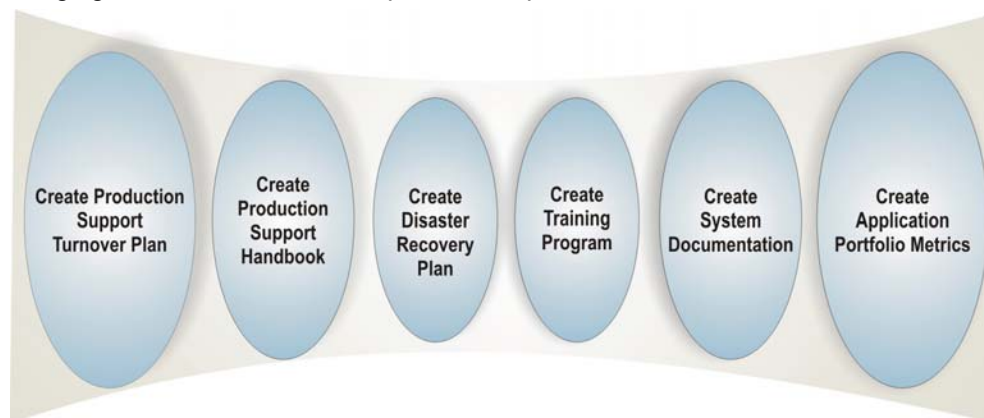 Create Production
Support
Turnover Plan
Create
Production
Support
Handbook
Create
Disaster
Recovery
Plan
Create
Training
Program
Create
System
Documentation
Create
Application
Portfolio Metrics